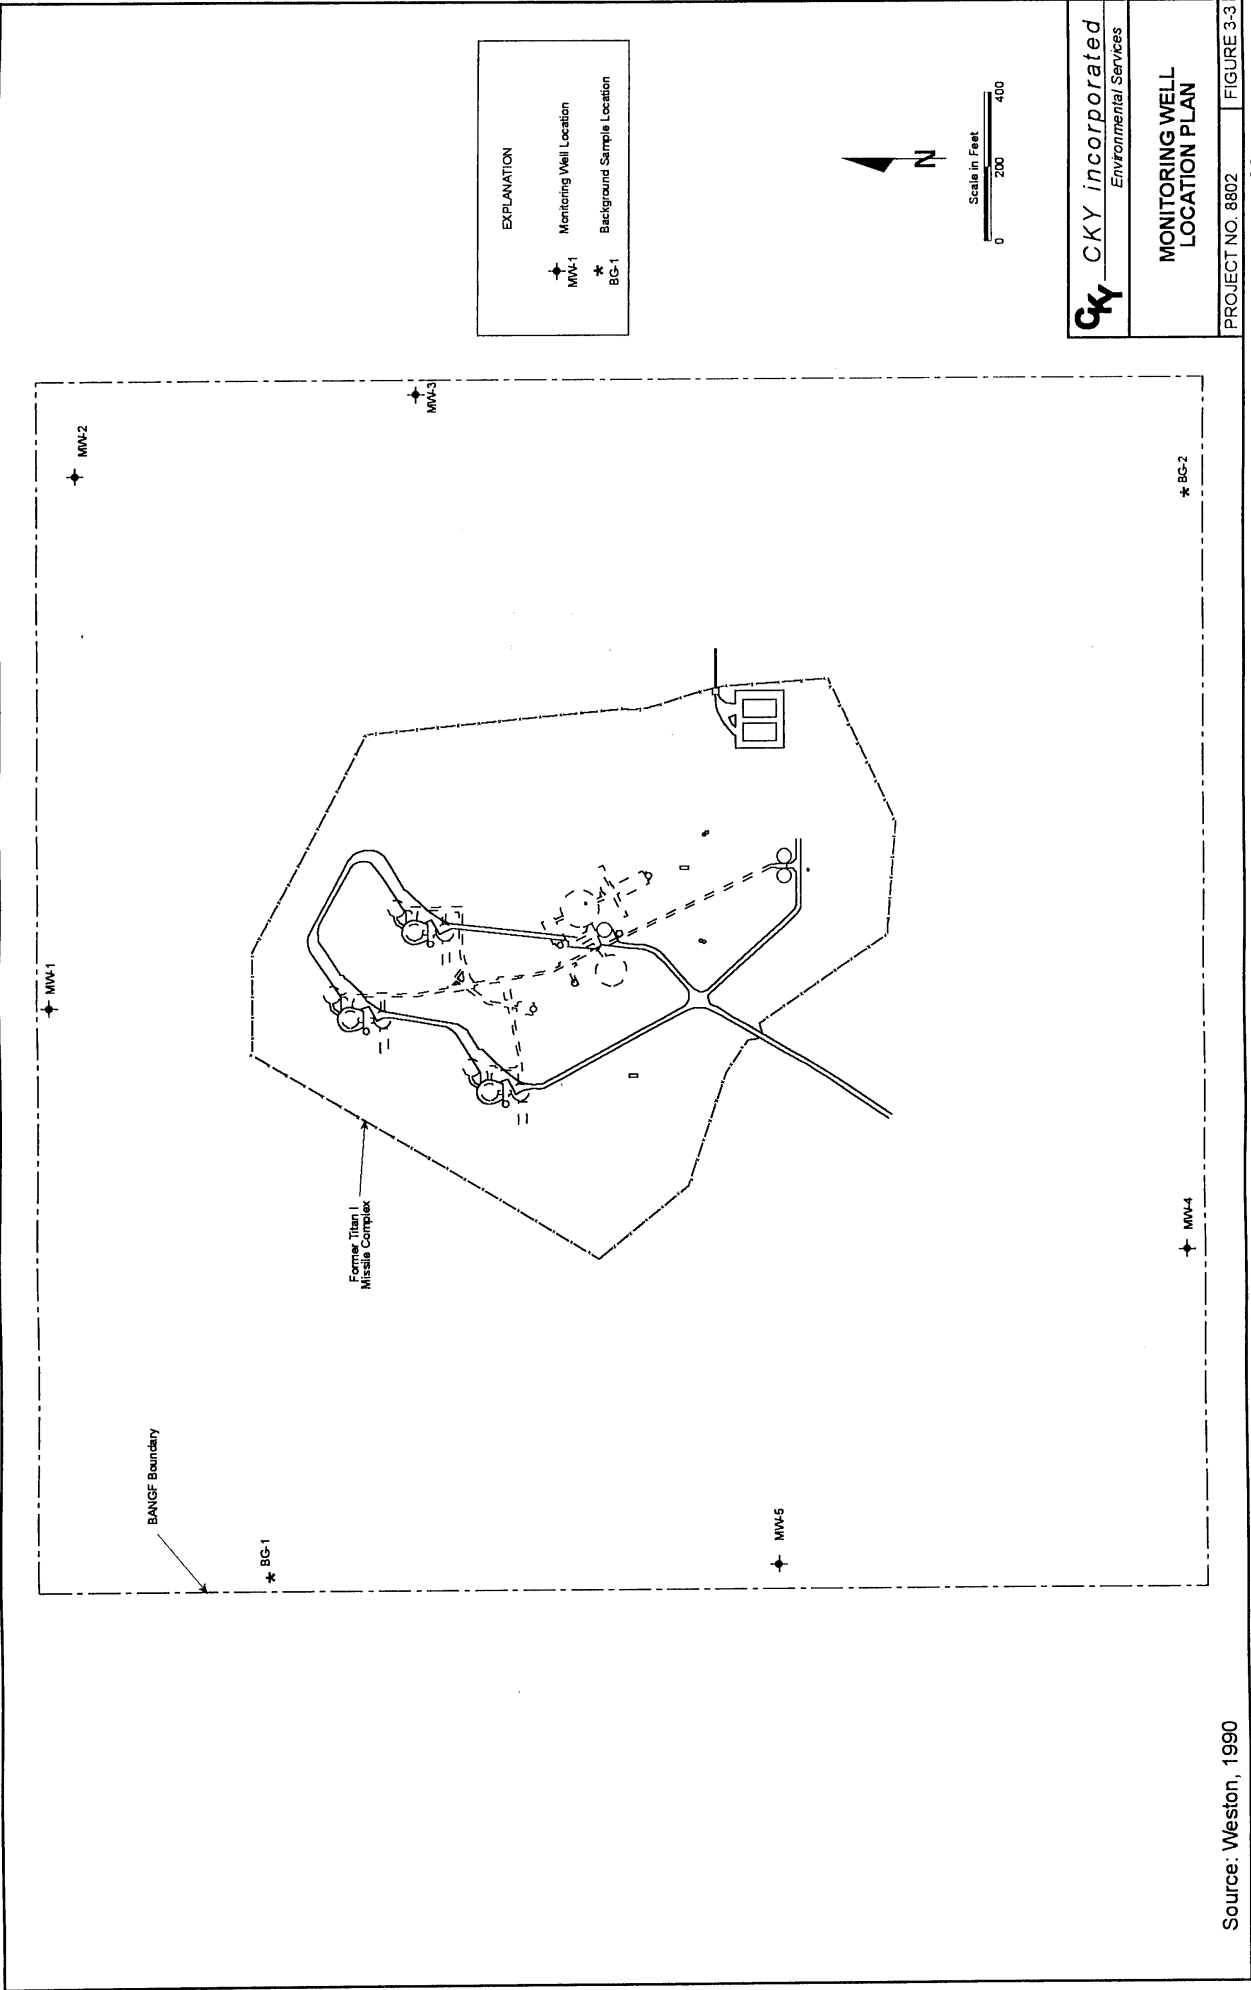 MW-1
MW-2
BANGF Boundary
BG-1
Former Titan I
Missile Complex
MW-3
MW-5
MW-4
BG-2
EXPLANATION
MW-1
Monitoring Well Location
BG-1
Background Sample Location
N
Scale in Feet
0 200 400
CKY CKY incorporated
Environmental Services
MONITORING WELL
LOCATION PLAN
PROJECT NO. 8802
FIGURE 3-3
Source: Weston, 1990